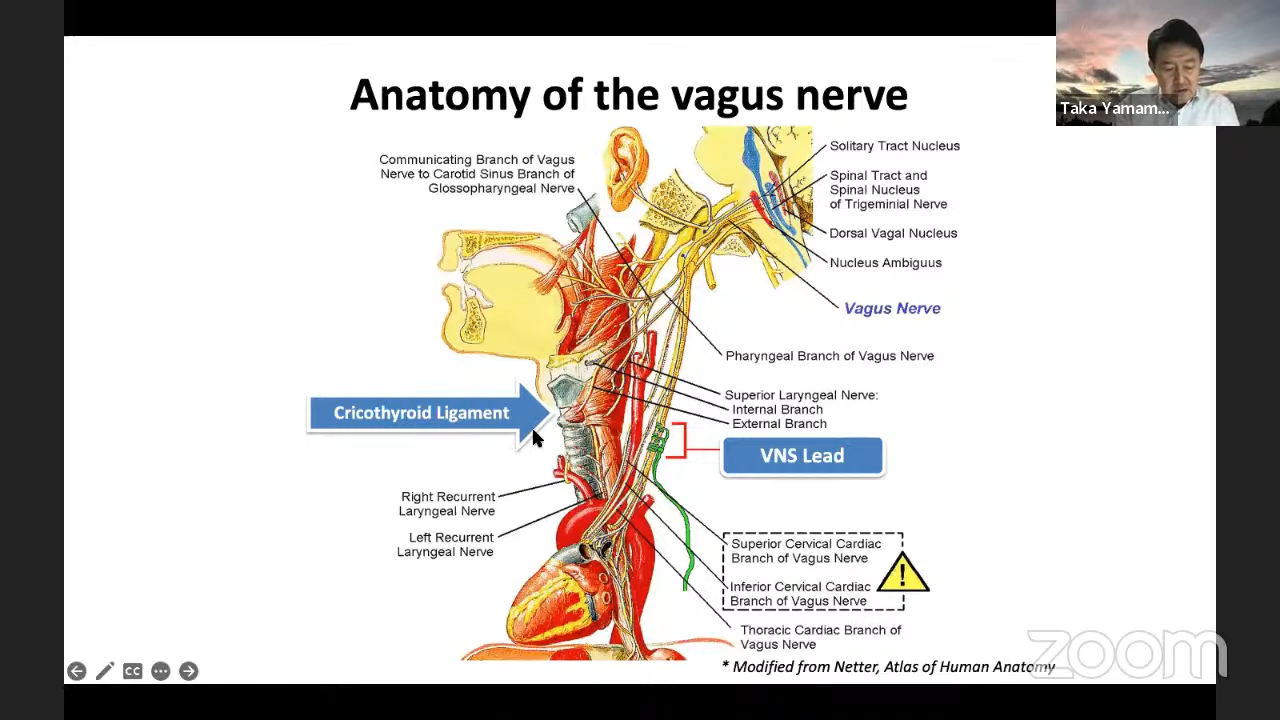 Anatomy of the vagus nerve
Taka Yamam...
Communicating Branch of Vagus
Nerve to Carotid Sinus Branch of
Glossopharyngeal Nerve
Solitary Tract Nucleus
Spinal Tract and
Spinal Nucleus
of Trigeminial Nerve
Dorsal Vagal Nucleus
Nucleus Ambiguus
Vagus Nerve
Pharyngeal Branch of Vagus Nerve
Superior Laryngeal Nerve:
Internal Branch
External Branch
Cricothyroid Ligament
VNS Lead
Right Recurrent
Laryngeal Nerve
Left Recurrent
Laryngeal Nerve
Superior Cervical Cardiac
Branch of Vagus Nerve
!
Inferior Cervical Cardiac
Branch of Vagus Nerve
Thoracic Cardiac Branch of
Vagus Nerve
* Modified from Netter, Atlas of Human Anatomy
CC
zoom